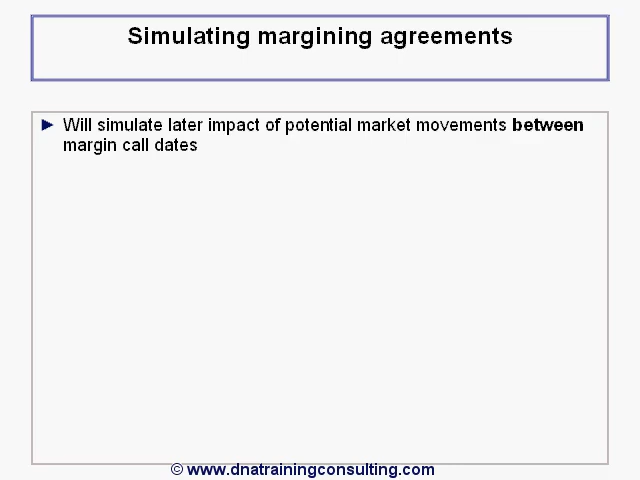 Simulating margining agreements
► Will simulate later impact of potential market movements between
margin call dates
© www.dnatrainingconsulting.com